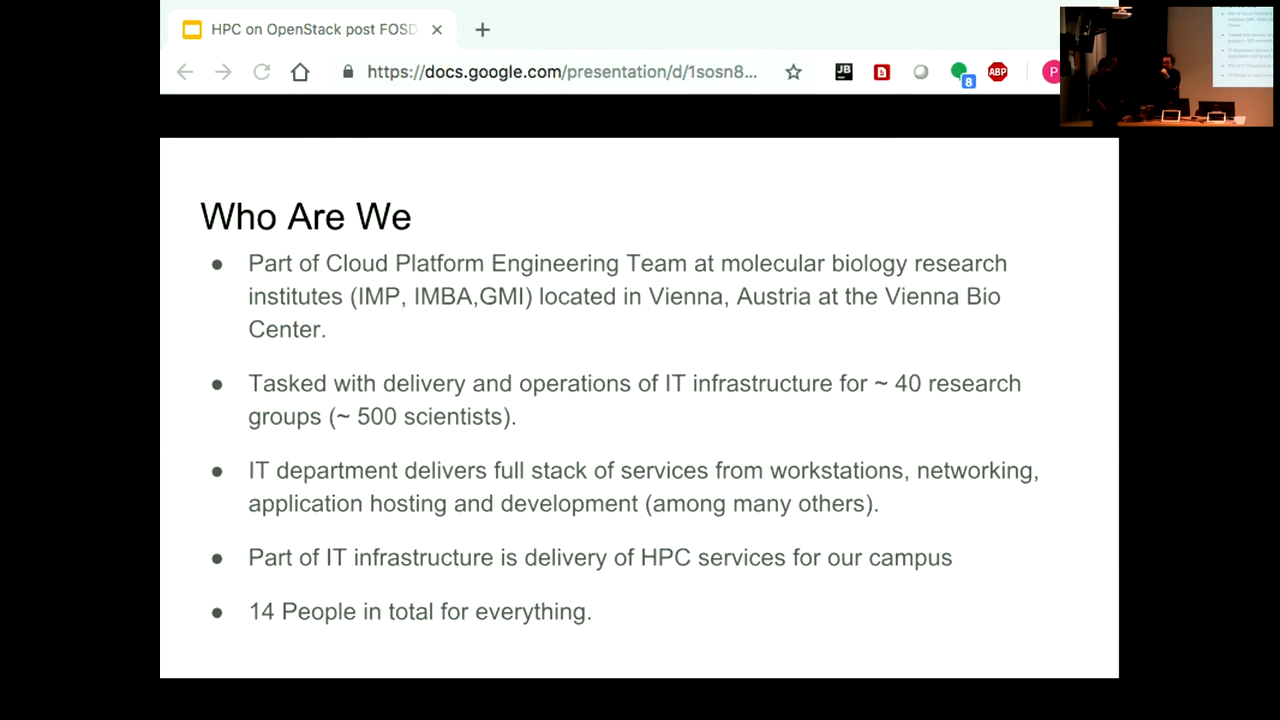 HPC on OpenStack post FOSD
https://docs.google.com/presentation/d/1sosn8...
JB
8
ABP
P
Who Are We
● Part of Cloud Platform Engineering Team at molecular biology research
institutes (IMP, IMBA,GMI) located in Vienna, Austria at the Vienna Bio
Center.
● Tasked with delivery and operations of IT infrastructure for ~ 40 research
groups (~ 500 scientists).
● IT department delivers full stack of services from workstations, networking,
application hosting and development (among many others).
● Part of IT infrastructure is delivery of HPC services for our campus
● 14 People in total for everything.